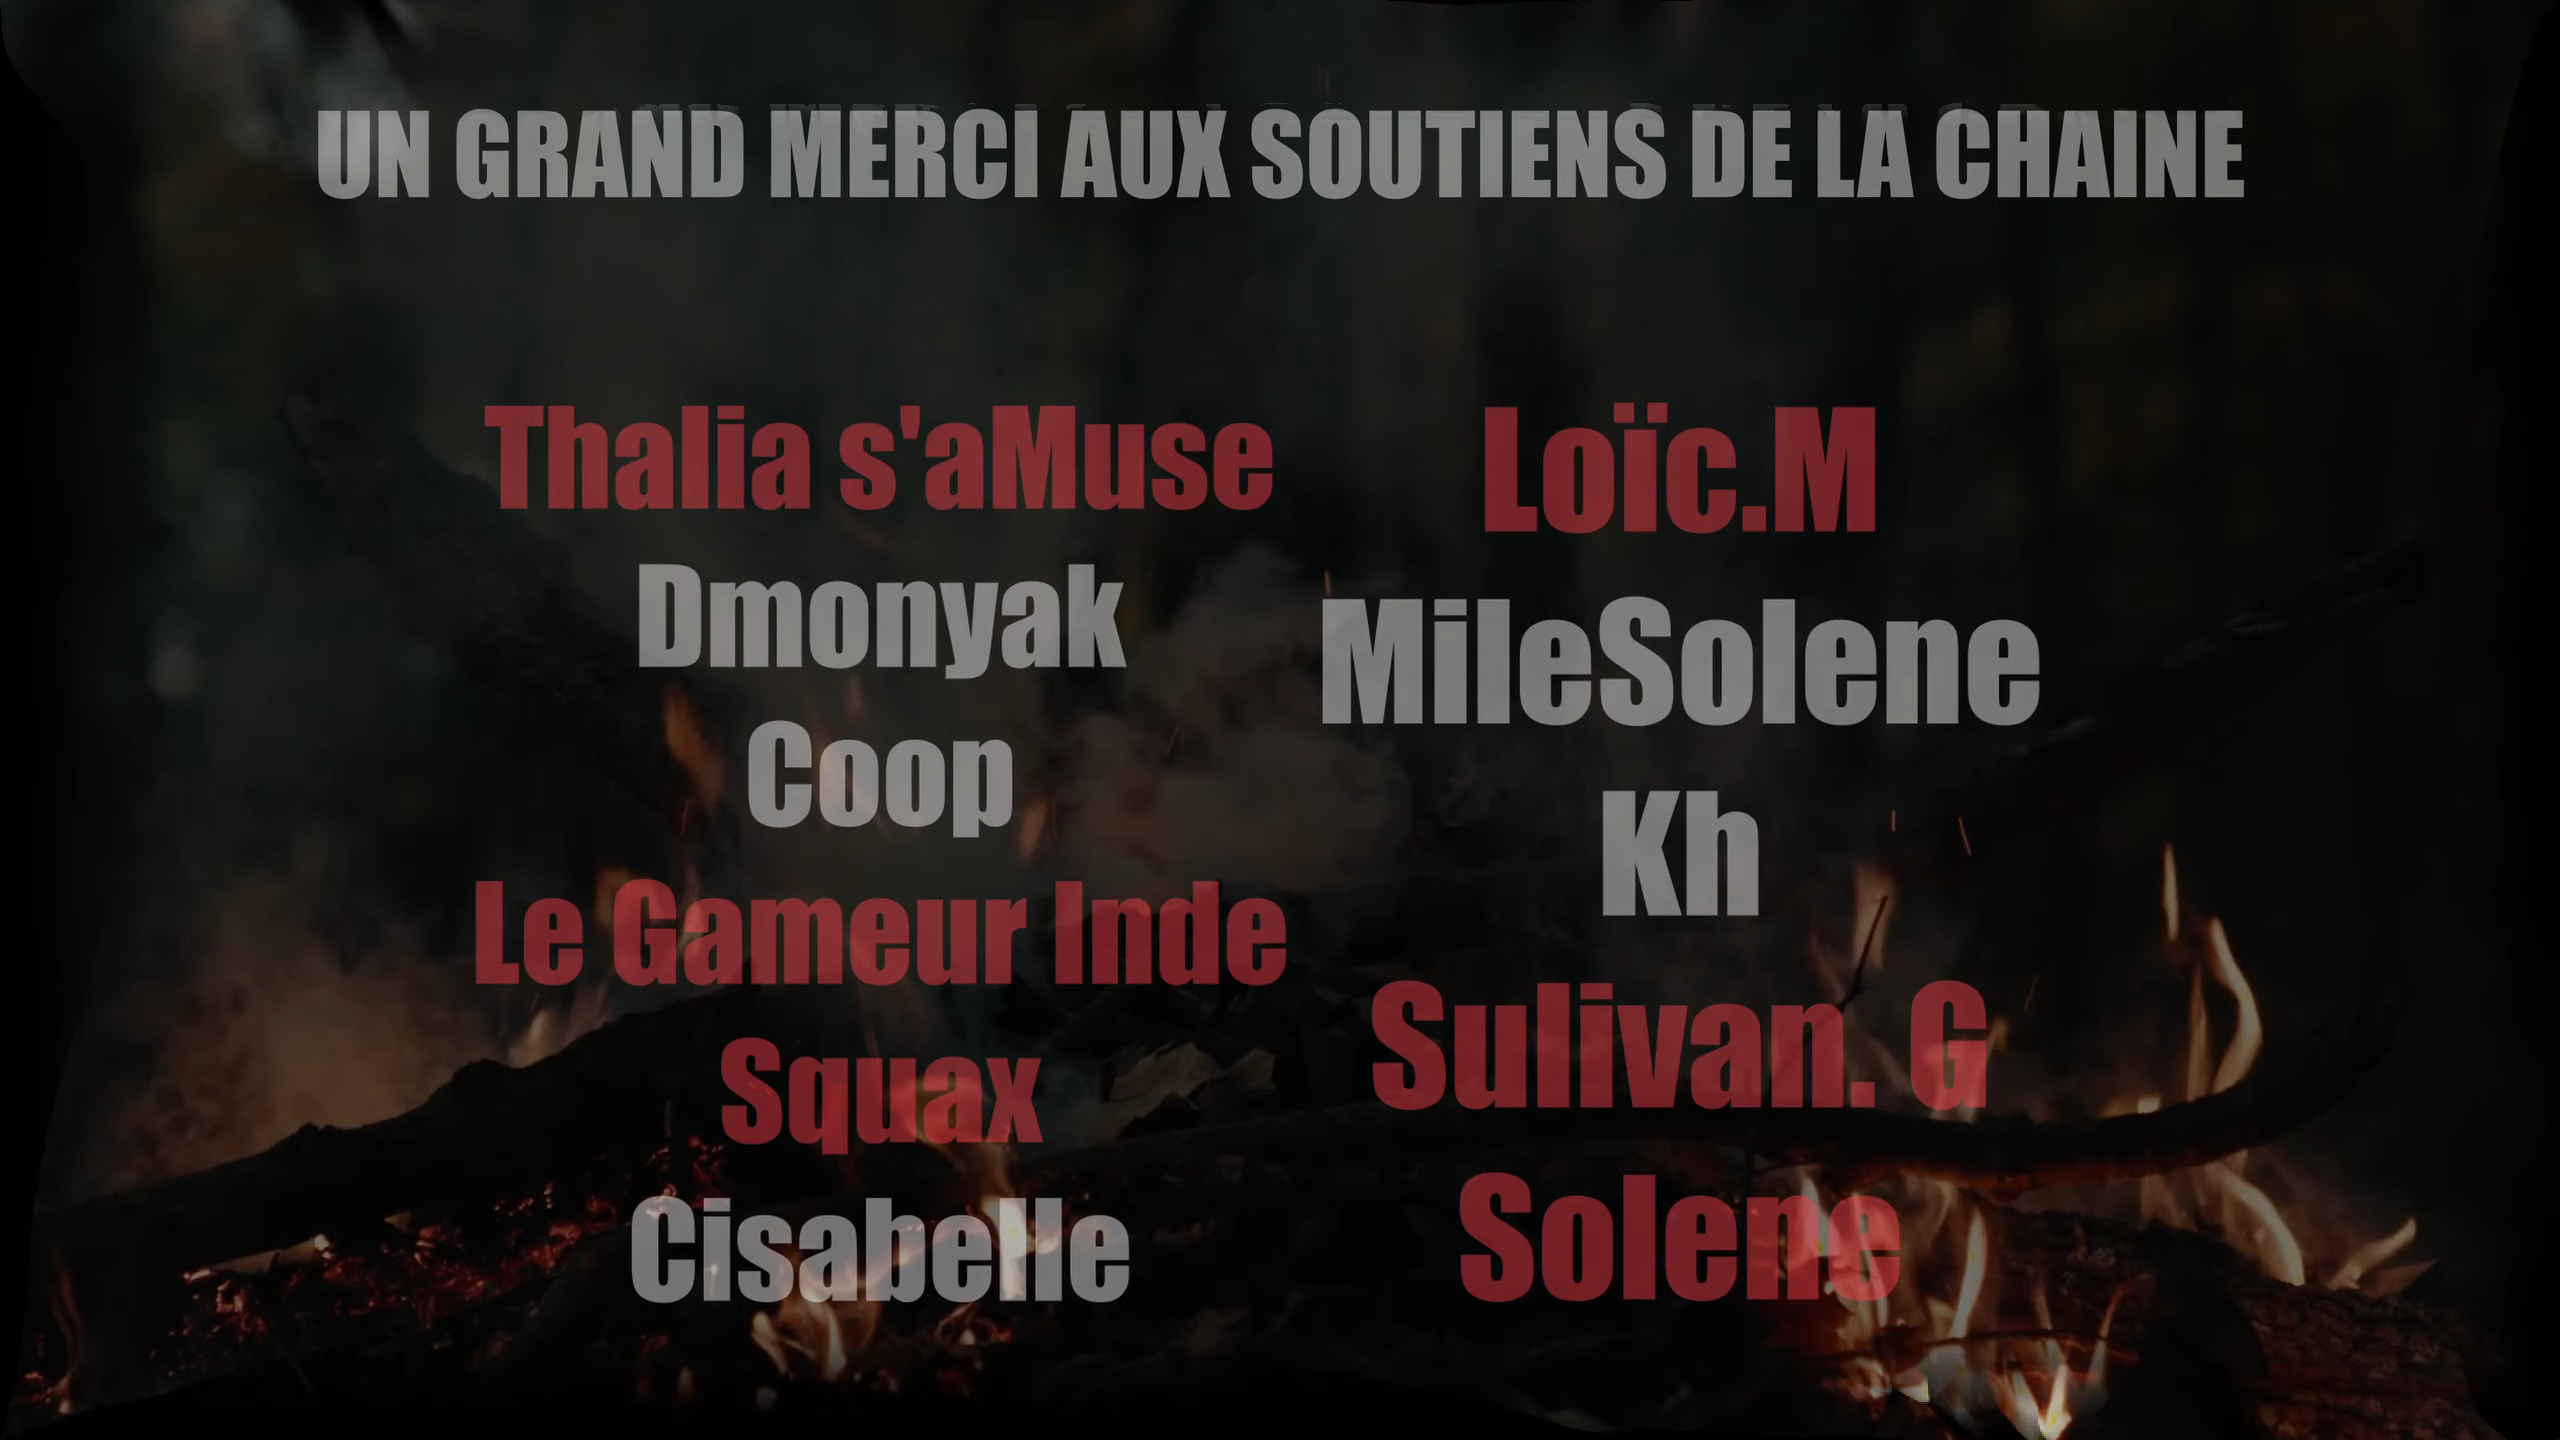 UN GRAND MERCI AUX SOUTIENS DE LA CHAINE
Thalia s'aMuse
Dmonyak
Coop
Le Gameur Inde
Squax
Cisabelle
Loïc.M
MileSolene
Kh
Sulivan. G
Solene